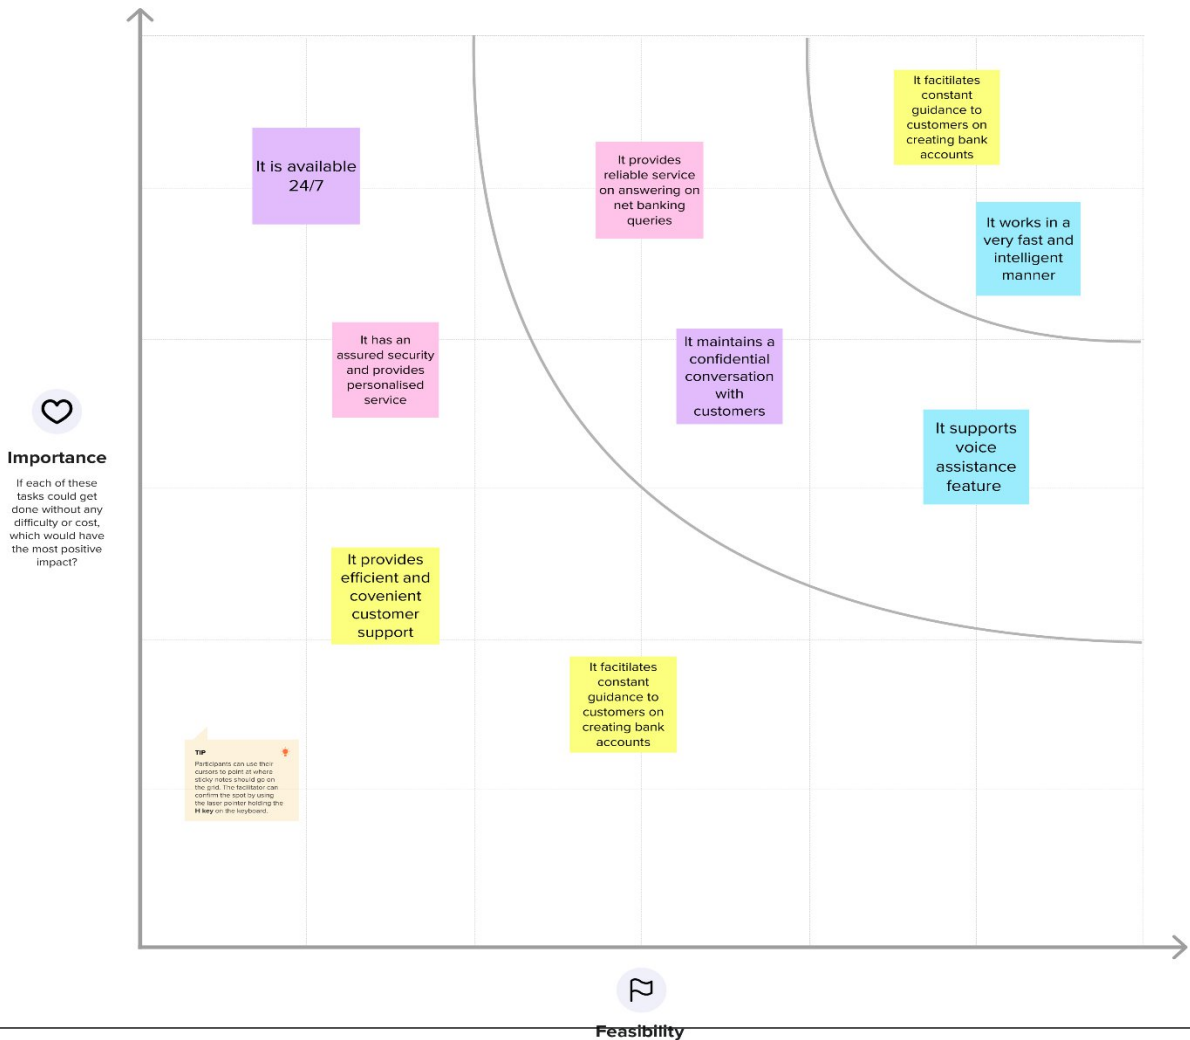 It facitilates
constant
guidance to
customers on
creating bank
accounts
It is available
24/7
It provides
reliable service
on answering on
net banking
queries
It works in a
very fast and
intelligent
manner
It has an
assured security
and provides
personalised
service
It maintains a
confidential
conversation
with
customers
Importance
If each of these
tasks could get
done without any
difficulty or cost,
which would have
the most positive
impact?
It supports
voice
assistance
feature
It provides
efficient and
covenient
customer
support
It facitilates
constant
guidance to
customers on
creating bank
accounts
TIP
Participants can use their
cursors to point at where
sticky notes should go on
the grid. The facilitator can
confirm the spot by using
the laser pointer holding the
H key on the keyboard.
Feasibility